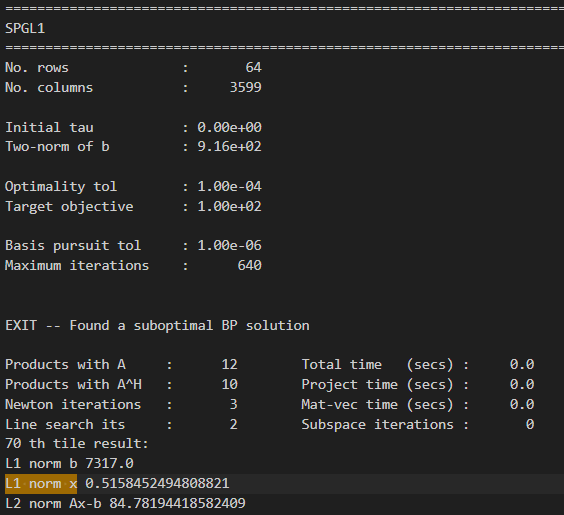 ================================================================================
SPGL1
================================================================================
No. rows              :       64
No. columns           :     3599

Initial tau           : 0.00e+00
Two-norm of b         : 9.16e+02

Optimality tol        : 1.00e-04
Target objective      : 1.00e+02

Basis pursuit tol     : 1.00e-06
Maximum iterations    :      640

EXIT -- Found a suboptimal BP solution

Products with A     :      12        Total time   (secs) :     0.0
Products with A^H   :      10        Project time (secs) :     0.0
Newton iterations   :       3        Mat-vec time (secs) :     0.0
Line search its     :       2        Subspace iterations :       0
70 th tile result:
L1 norm b 7317.0
L1 norm x 0.5158452494808821
L2 norm Ax-b 84.78194418582409